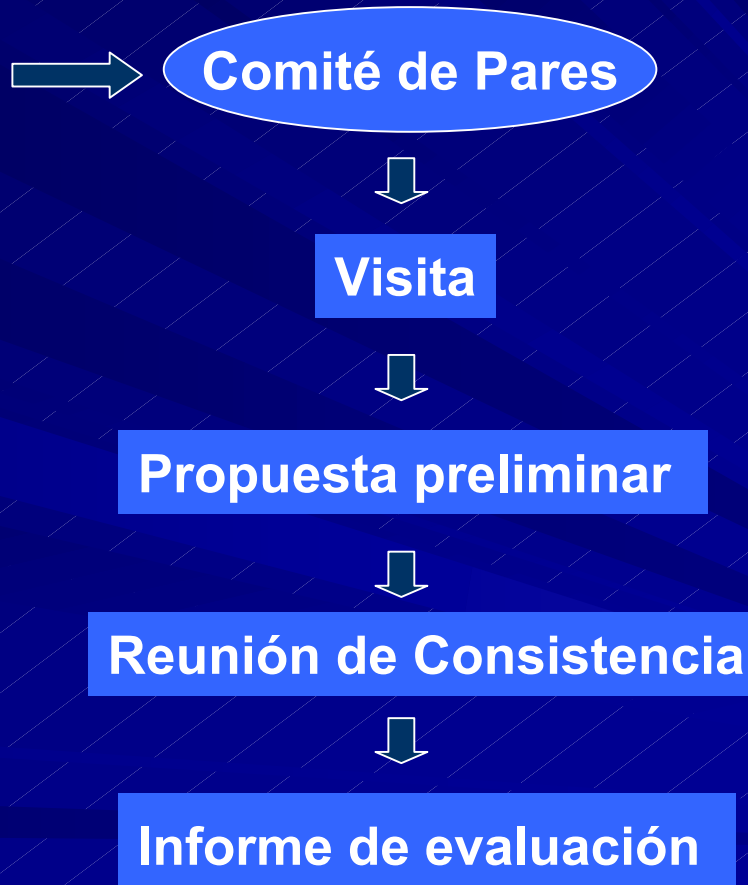 Comité de Pares
Visita
Propuesta preliminar
Reunión de Consistencia
Informe de evaluación